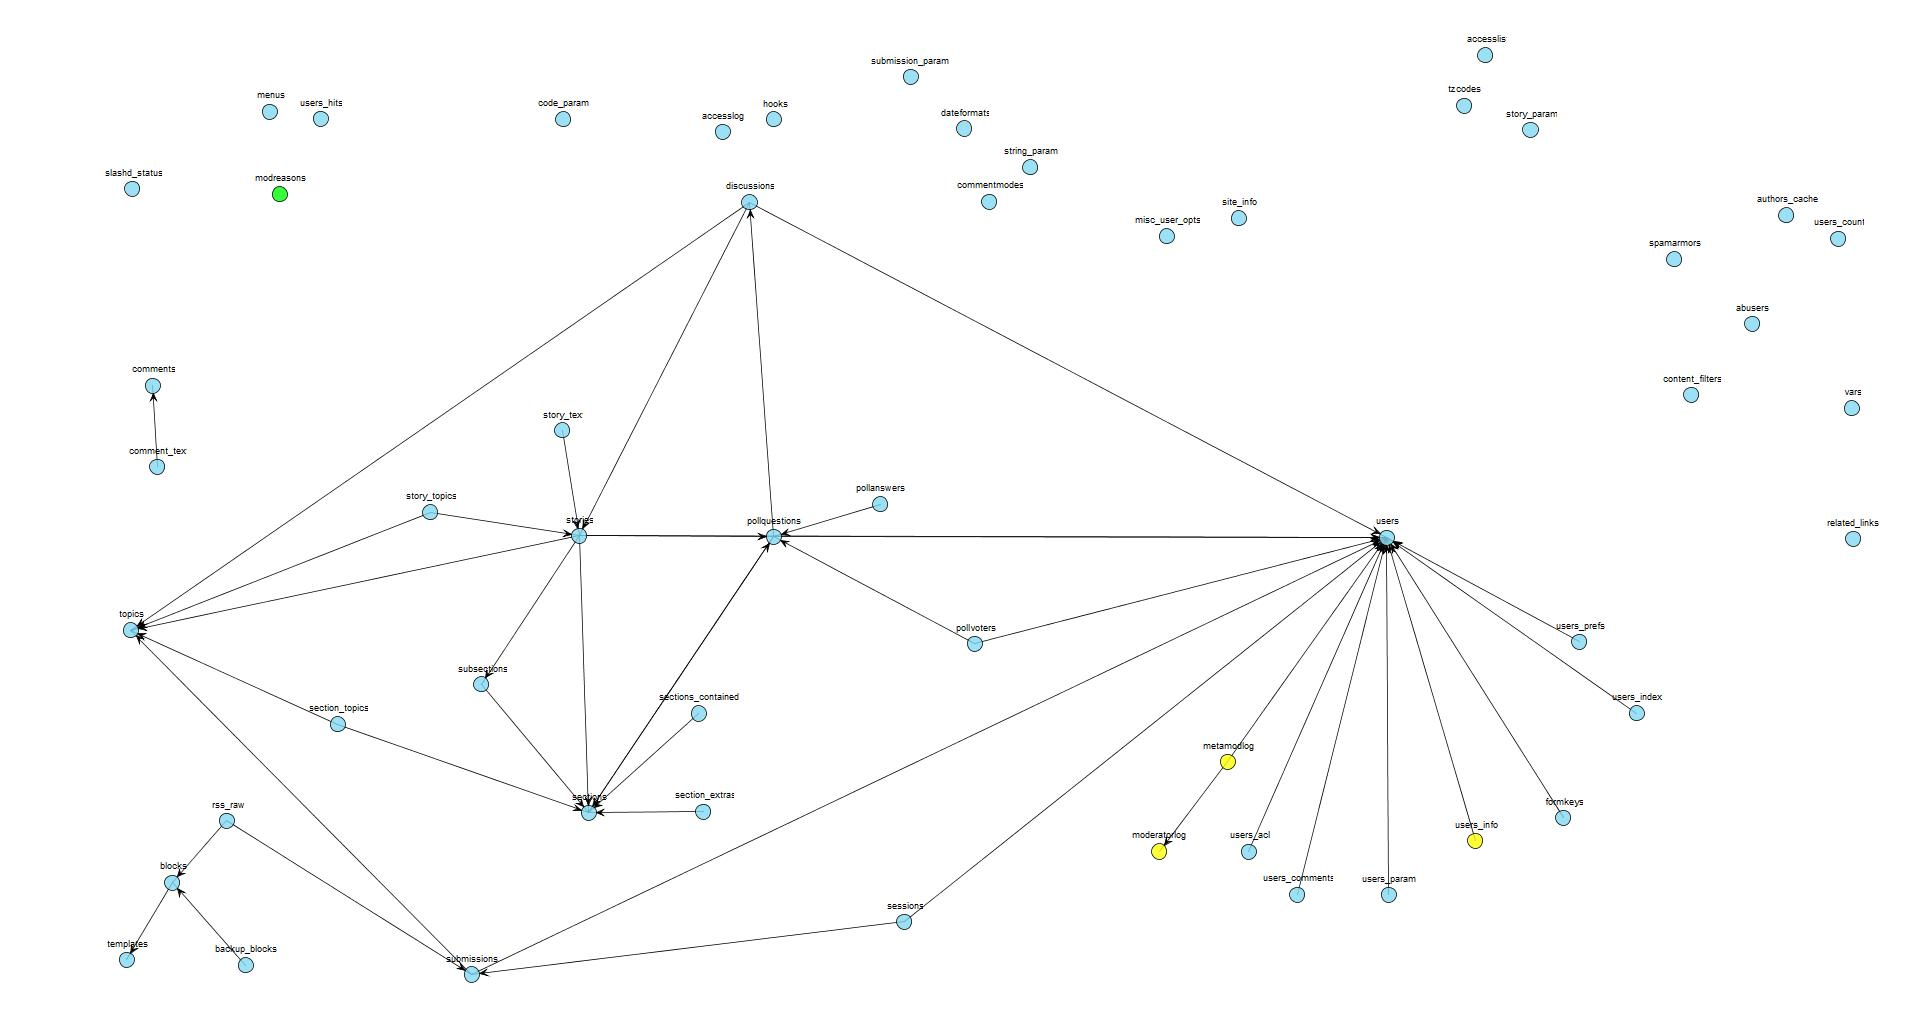 accesslis
submission_param
tzcodes
menus
users_hits
code_param
hooks
accesslog
dateformats
story_param
string_param
slashd_status
modreasons
discussions
commentmodes
authors_cache
site_info
misc_user_opts
users_count
spamarmors
abusers
comments
content_filters
vars
story_tex
comment_tex
pollanswers
story_topics
stories
pollquestions
users
related_links
topics
pollvoters
users_prefs
subsections
sections_contained
users_index
section_topics
metamodlog
sections
section_extras
rss_raw
formkeys
users_info
moderatorlog
users_acl
blocks
users_comments
users_param
sessions
templates
backup_blocks
submissions